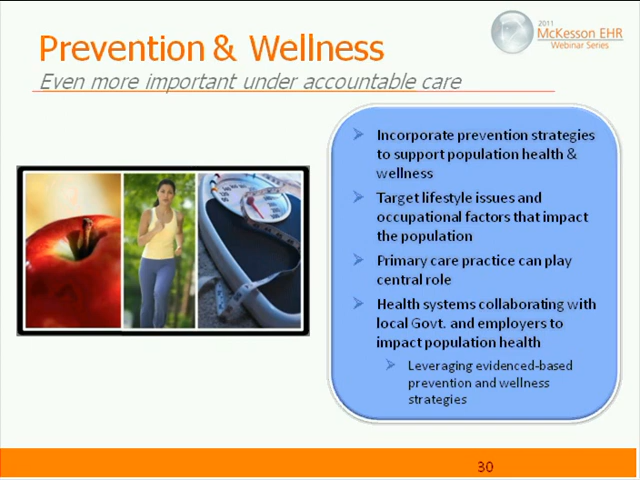 Prevention & Wellness
Even more important under accountable care
2011
McKesson EHR
Webinar Series
Incorporate prevention strategies
to support population health &
wellness
Target lifestyle issues and
occupational factors that impact
the population
Primary care practice can play
central role
Health systems collaborating with
local Govt. and employers to
impact population health
Leveraging evidenced-based
prevention and wellness
strategies
30